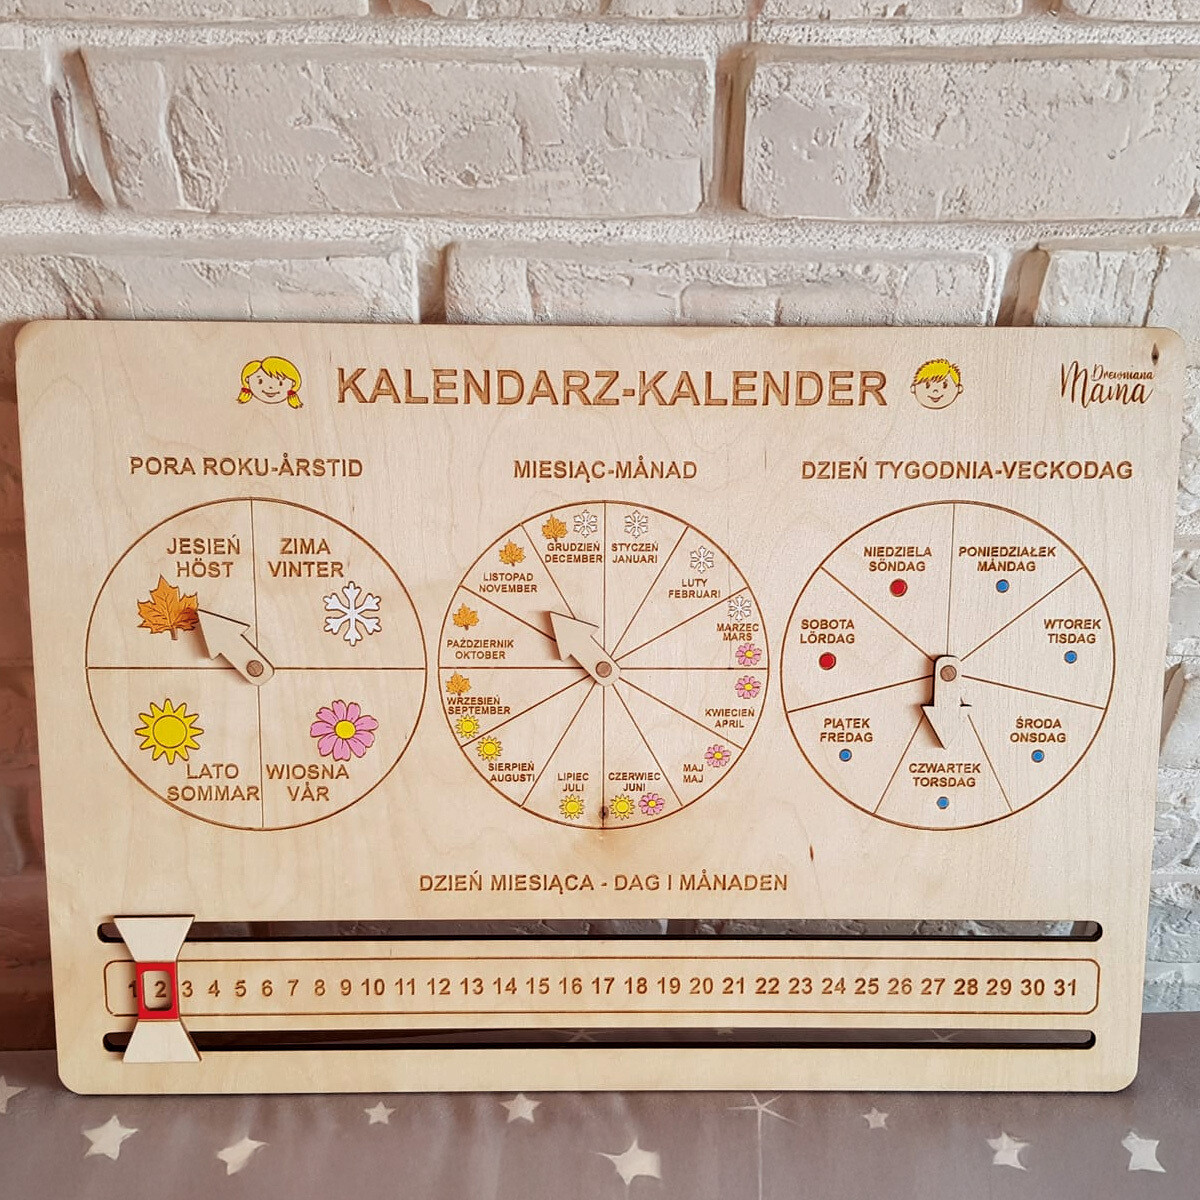 KALENDARZ-KALENDER
Drewniana
Mama
PORA ROKU-ÅRSTID
JESIEŃ
HÖST
ZIMA
VINTER
LATO
SOMMAR
WIOSNA
VÅR
MIESIĄC-MÅNAD
GRUDZIEŃ
DECEMBER
STYCZEŃ
JANUARI
LISTOPAD
NOVEMBER
LUTY
FEBRUARI
PAŹDZIERNIK
OKTOBER
MARZEC
MARS
WRZESIEŃ
SEPTEMBER
KWIECIEŃ
APRIL
SIERPIEŃ
AUGUSTI
MAJ
MAJ
LIPIEC
JULI
CZERWIEC
JUNI
DZIEŃ TYGODNIA-VECKODAG
NIEDZIELA
SÖNDAG
PONIEDZIAŁEK
MÅNDAG
SOBOTA
LÖRDAG
WTOREK
TISDAG
PIĄTEK
FREDAG
ŚRODA
ONSDAG
CZWARTEK
TORSDAG
DZIEŃ MIESIĄCA - DAG I MÅNADEN
1 2 3 4 5 6 7 8 9 10 11 12 13 14 15 16 17 18 19 20 21 22 23 24 25 26 27 28 29 30 31